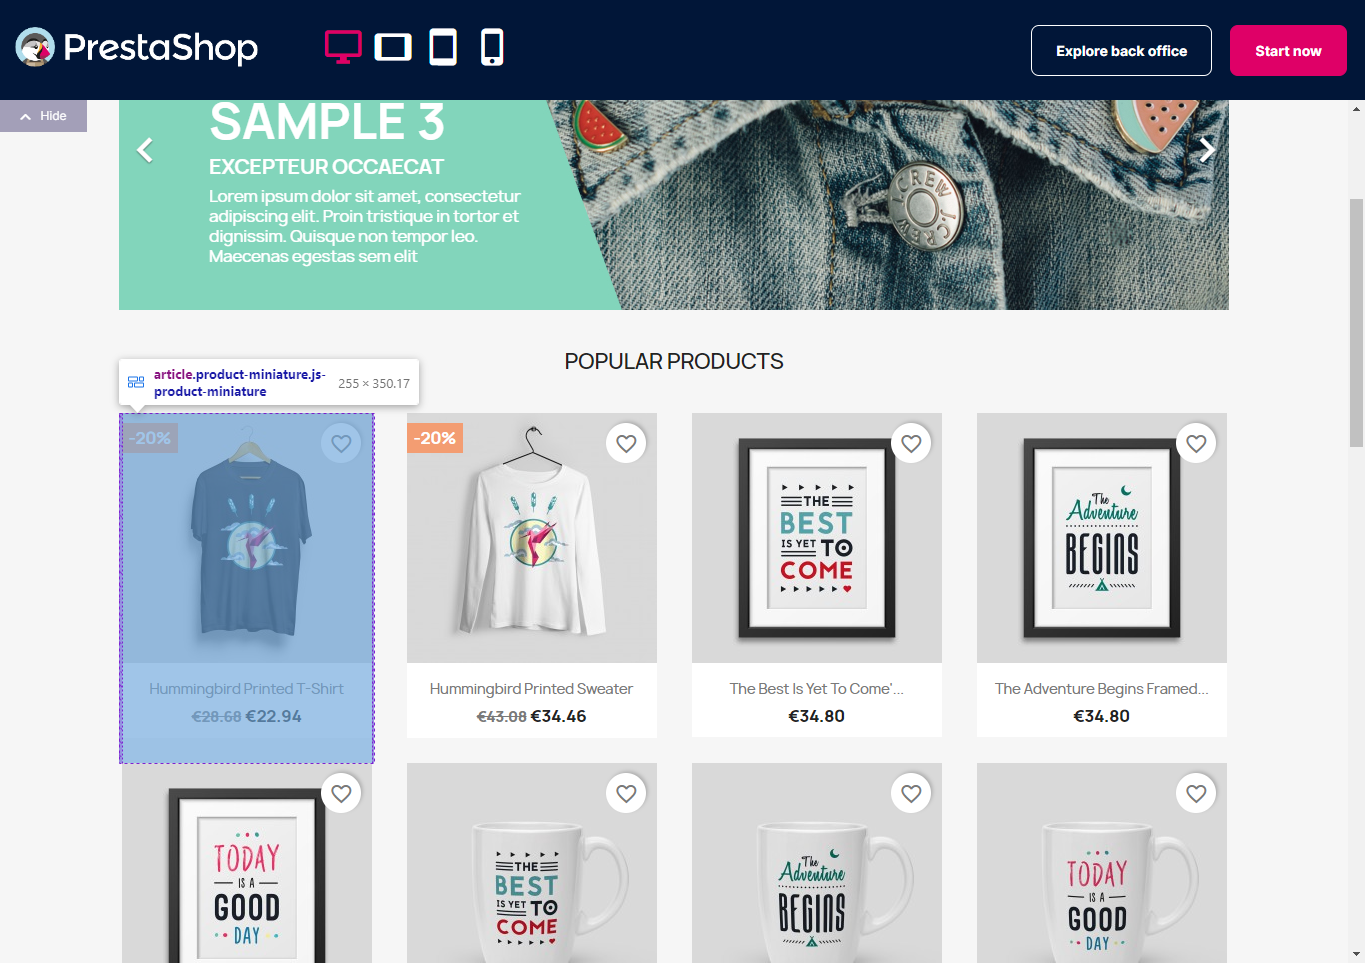 PrestaShop
Explore back office
Start now
Hide
SAMPLE 3
EXCEPTEUR OCCAECAT
Lorem ipsum dolor sit amet, consectetur
adipiscing elit. Proin tristique in tortor et
dignissim. Quisque non tempor leo.
Maecenas egestas sem elit
J.CREW J.CREW
POPULAR PRODUCTS
article.product-miniature.js-
product-miniature
255 × 350.17
-20%
Hummingbird Printed T-Shirt
€28.68 €22.94
-20%
Hummingbird Printed Sweater
€43.08 €34.46
THE
BEST
IS YET TO
COME
The Best Is Yet To Come'...
€34.80
The
Adventure
BEGINS
The Adventure Begins Framed...
€34.80
TODAY
IS A
GOOD
DAY
THE
BEST
IS YET TO
COME
The
Adventure
BEGINS
TODAY
IS A
GOOD
DAY